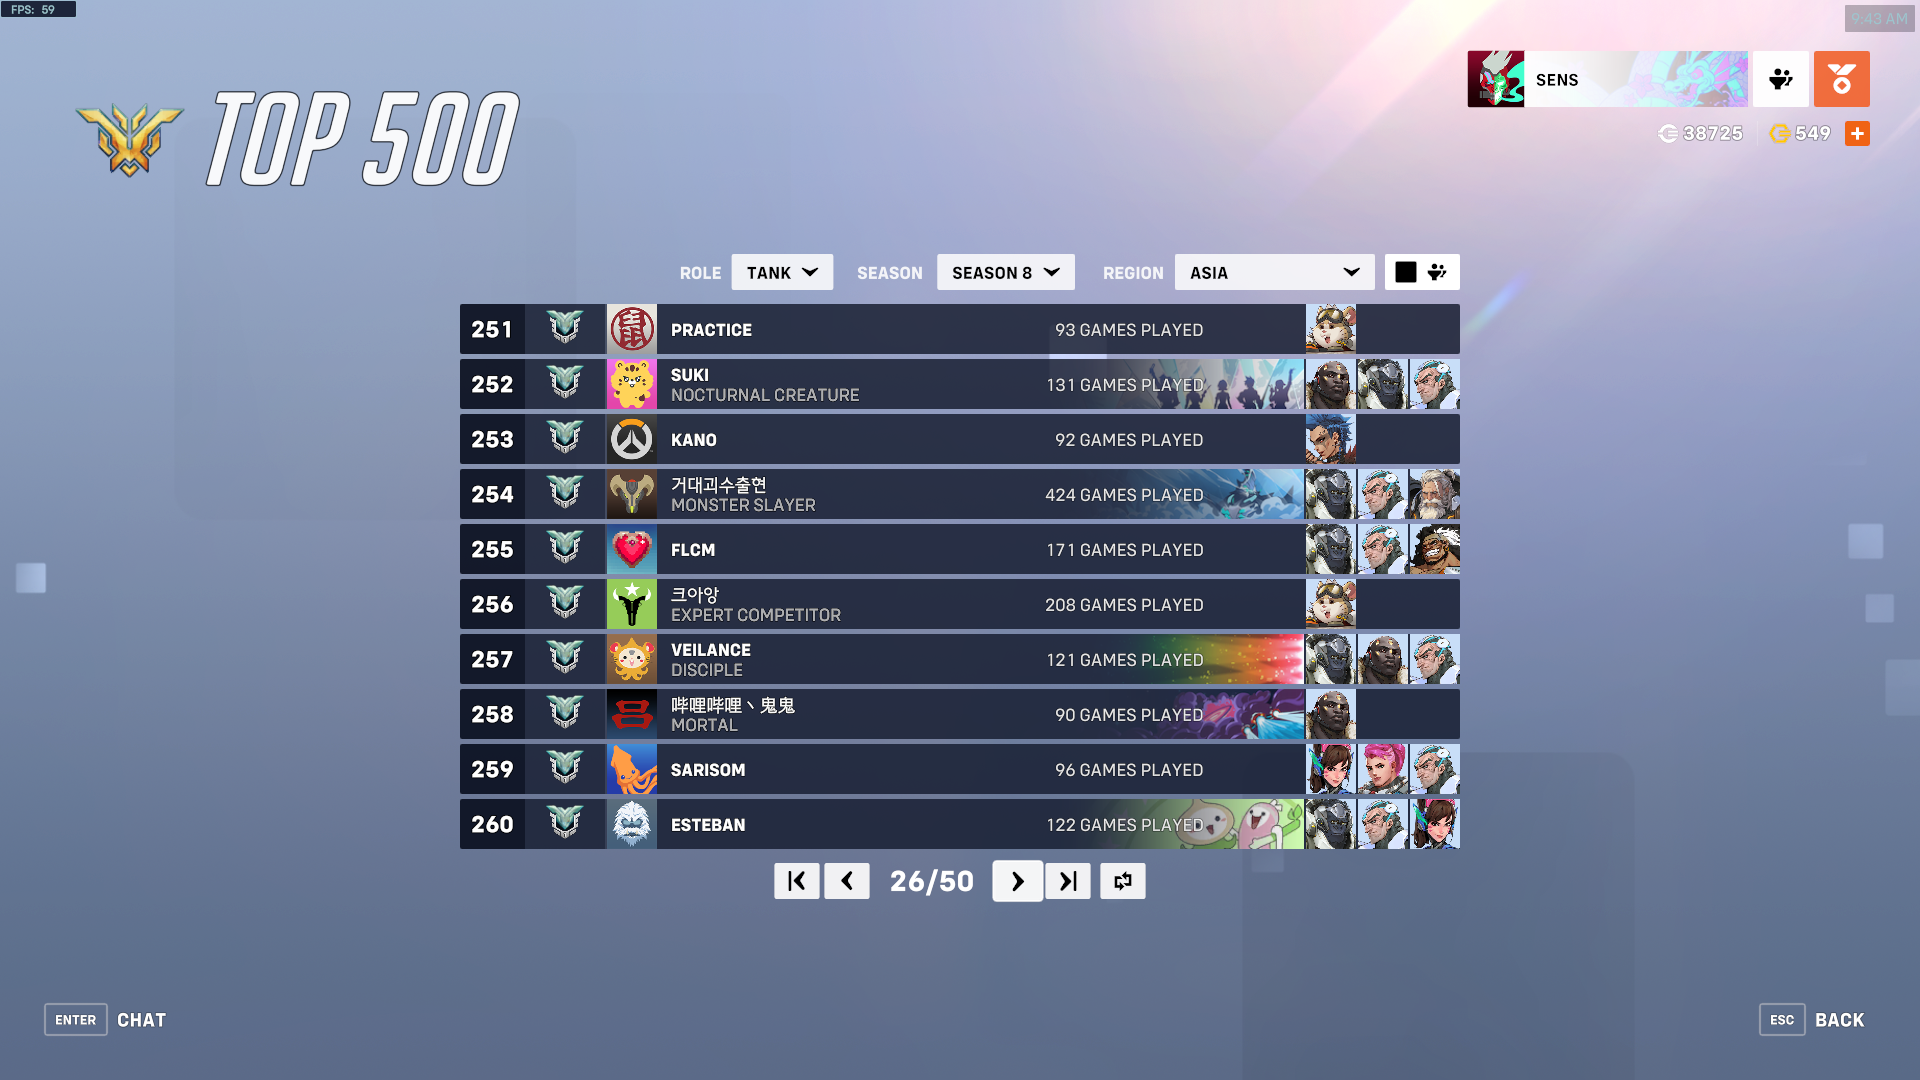 FPS: 59
9:43 AM
TOP 500
SENS
38725
549
ROLE TANK SEASON SEASON 8 REGION ASIA
251 PRACTICE 93 GAMES PLAYED
252 SUKI 131 GAMES PLAYED
NOCTURNAL CREATURE
253 KANO 92 GAMES PLAYED
254 거대괴수출현 424 GAMES PLAYED
MONSTER SLAYER
255 FLCM 171 GAMES PLAYED
256 크아앙 208 GAMES PLAYED
EXPERT COMPETITOR
257 VEILANCE 121 GAMES PLAYED
DISCIPLE
258 哔哩哔哩丶鬼鬼 90 GAMES PLAYED
MORTAL
259 SARISOM 96 GAMES PLAYED
260 ESTEBAN 122 GAMES PLAYED
26/50
ENTER CHAT
ESC BACK